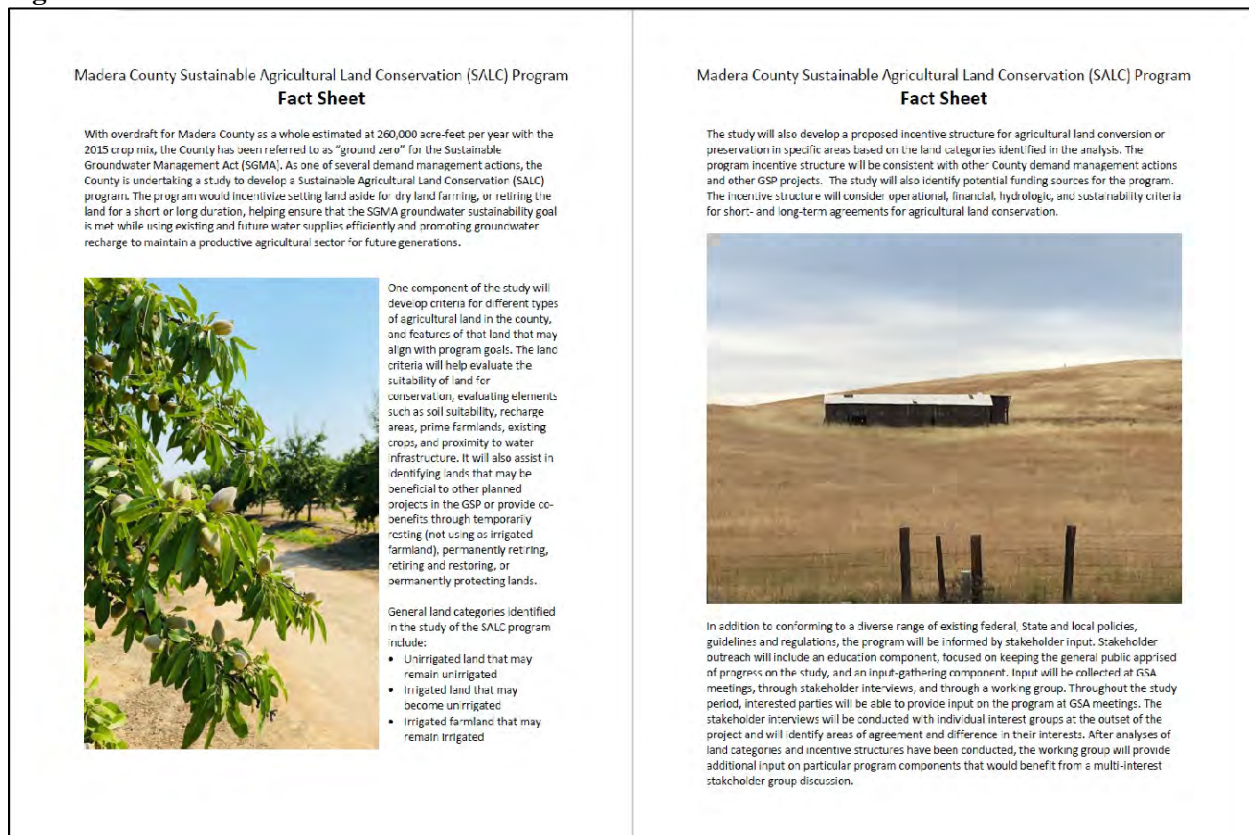 Madera County Sustainable Agricultural Land Conservation (SALC) Program
Fact Sheet
With overdraft for Madera County as a whole estimated at 260,000 acre-feet per year with the
2015 crop mix, the County has been referred to as "ground zero" for the Sustainable
Groundwater Management Act (SGMA). As one of several demand management actions, the
County is undertaking a study to develop a Sustainable Agricultural Land Conservation (SALC)
program. The program would incentivize setting land aside for dry land farming, or retiring the
land for a short or long duration, helping ensure that the SGMA groundwater sustainability goal
is met while using existing and future water supplies efficiently and promoting groundwater
recharge to maintain a productive agricultural sector for future generations.
One component of the study will
develop criteria for different types
of agricultural land in the county,
and features of that land that may
align with program goals. The land
criteria will help evaluate the
suitability of land for
conservation, evaluating elements
such as soil suitability, recharge
areas, prime farmlands, existing
crops, and proximity to water
infrastructure. It will also assist in
identifying lands that may be
beneficial to other planned
projects in the GSP or provide co-
benefits through temporarily
resting (not using as irrigated
farmland), permanently retiring,
retiring and restoring, or
permanently protecting lands.
General land categories identified
in the study of the SALC program
include:
• Unirrigated land that may
remain unirrigated
• Irrigated land that may
become unirrigated
• Irrigated farmland that may
remain irrigated
Madera County Sustainable Agricultural Land Conservation (SALC) Program
Fact Sheet
The study will also develop a proposed incentive structure for agricultural land conversion or
preservation in specific areas based on the land categories identified in the analysis. The
program incentive structure will be consistent with other County demand management actions
and other GSP projects. The study will also identify potential funding sources for the program.
The incentive structure will consider operational, financial, hydrologic, and sustainability criteria
for short- and long-term agreements for agricultural land conservation.
In addition to conforming to a diverse range of existing federal, State and local policies,
guidelines and regulations, the program will be informed by stakeholder input. Stakeholder
outreach will include an education component, focused on keeping the general public apprised
of progress on the study, and an input-gathering component. Input will be collected at GSA
meetings, through stakeholder interviews, and through a working group. Throughout the study
period, interested parties will be able to provide input on the program at GSA meetings. The
stakeholder interviews will be conducted with individual interest groups at the outset of the
project and will identify areas of agreement and difference in their interests. After analyses of
land categories and incentive structures have been conducted, the working group will provide
additional input on particular program components that would benefit from a multi-interest
stakeholder group discussion.